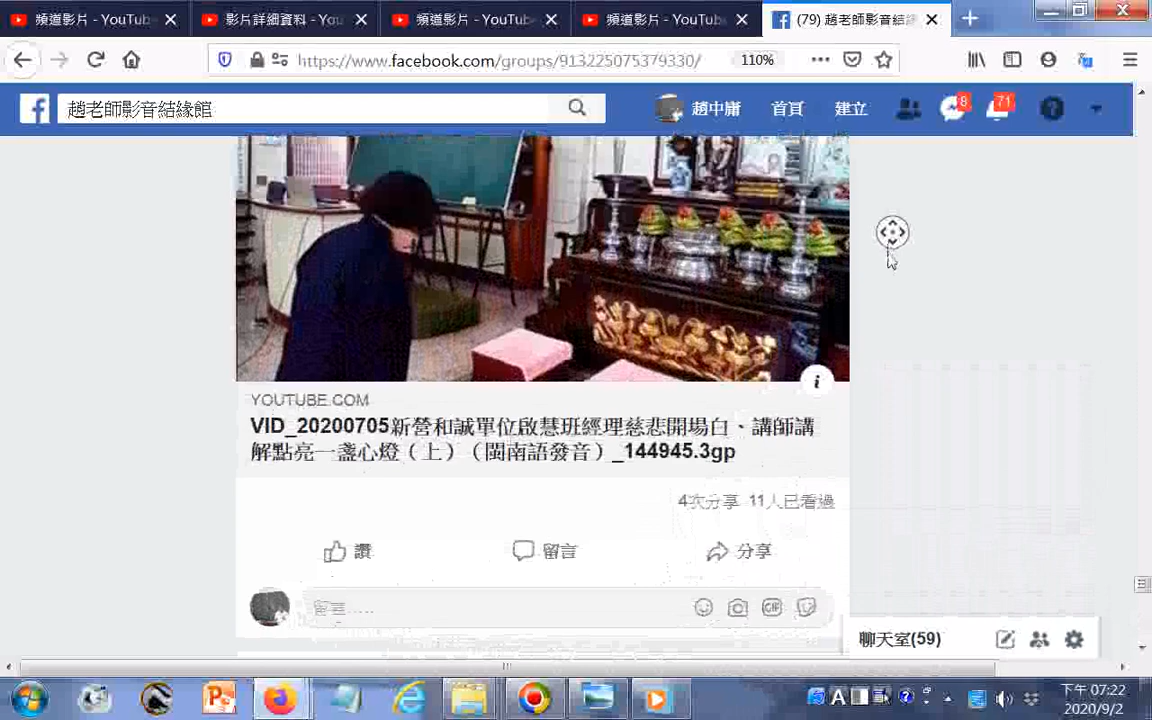 頻道影片 - YouTub
影片詳細資料 - You
頻道影片 - YouTub
頻道影片 - YouTub
(79) 趙老師影音結緣
https://www.facebook.com/groups/913225075379330/
110%
趙老師影音結緣館
趙中庸
首頁
建立
8
71
YOUTUBE.COM
VID_20200705新營和誠單位啟慧班經理慈悲開場白、講師講
解點亮一盞心燈（上）（閩南語發音）_144945.3gp
4次分享 11人已看過
讚
留言
分享
留言……
GIF
聊天室(59)
下午 07:22
2020/9/2